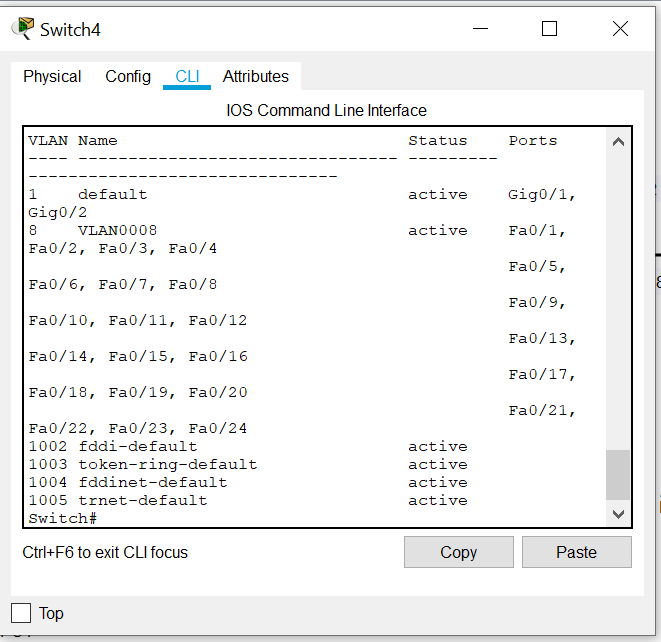 Switch4
Physical Config CLI Attributes
IOS Command Line Interface
VLAN Name                             Status    Ports
---- -------------------------------- ---------
-------------------------------
1    default                          active    Gig0/1,
Gig0/2
8    VLAN0008                         active    Fa0/1,
Fa0/2, Fa0/3, Fa0/4
                                                Fa0/5,
Fa0/6, Fa0/7, Fa0/8
                                                Fa0/9,
Fa0/10, Fa0/11, Fa0/12
                                                Fa0/13,
Fa0/14, Fa0/15, Fa0/16
                                                Fa0/17,
Fa0/18, Fa0/19, Fa0/20
                                                Fa0/21,
Fa0/22, Fa0/23, Fa0/24
1002 fddi-default                     active
1003 token-ring-default               active
1004 fddinet-default                  active
1005 trnet-default                    active
Switch#
Ctrl+F6 to exit CLI focus
Copy Paste
Top